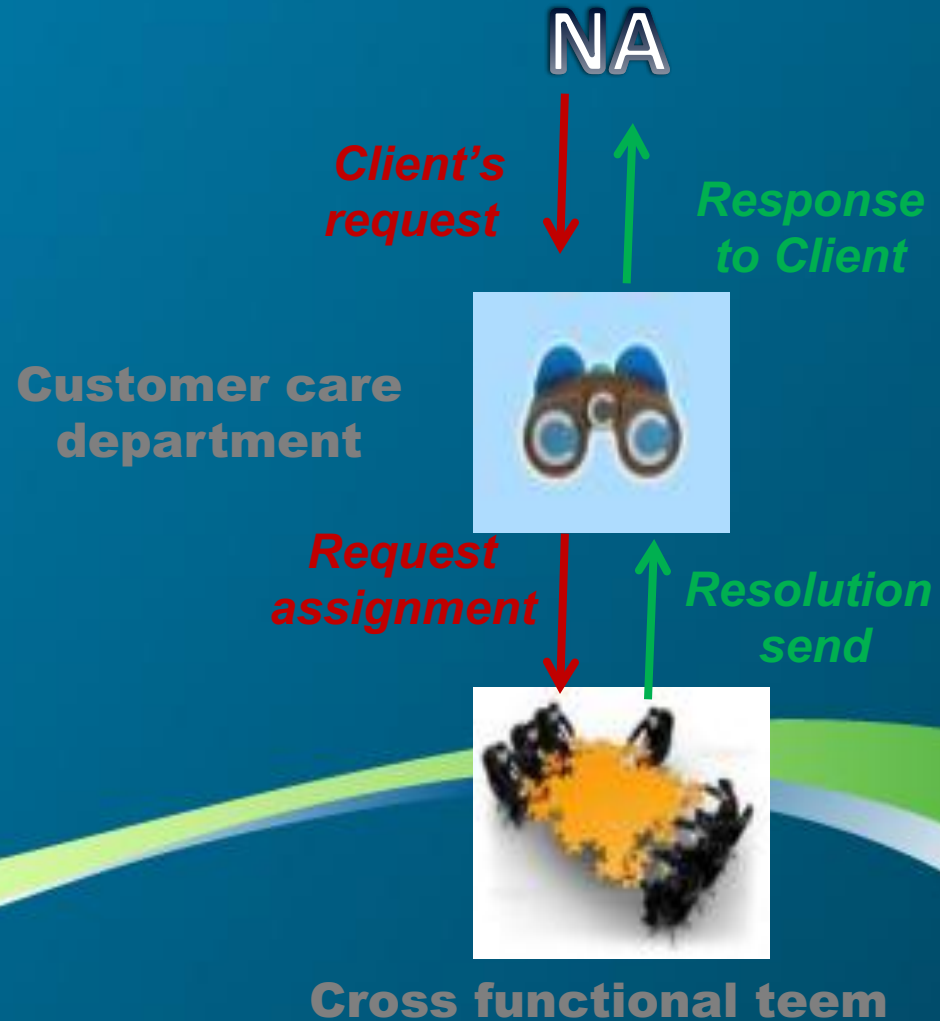 NA
Client's
request
Response
to Client
Customer care
department
Request
assignment
Resolution
send
Cross functional teem